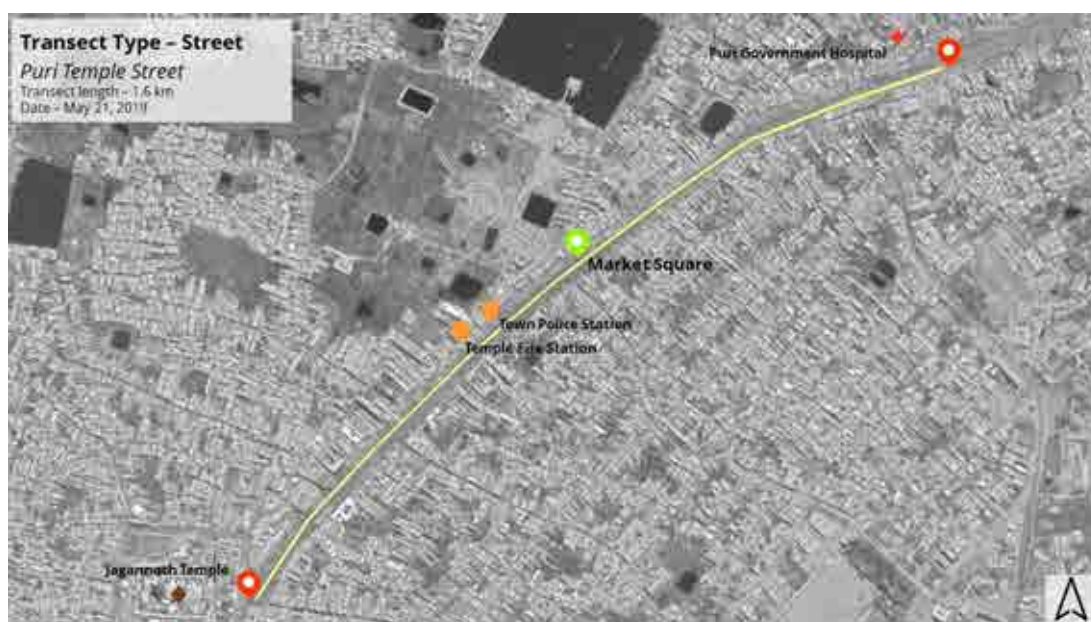 Transect Type – Street
Puri Temple Street
Transect length – 1.6 km
Date – May 21, 2019
Puri Government Hospital
Market Square
Town Police Station
Temple Fire Station
Jagannath Temple